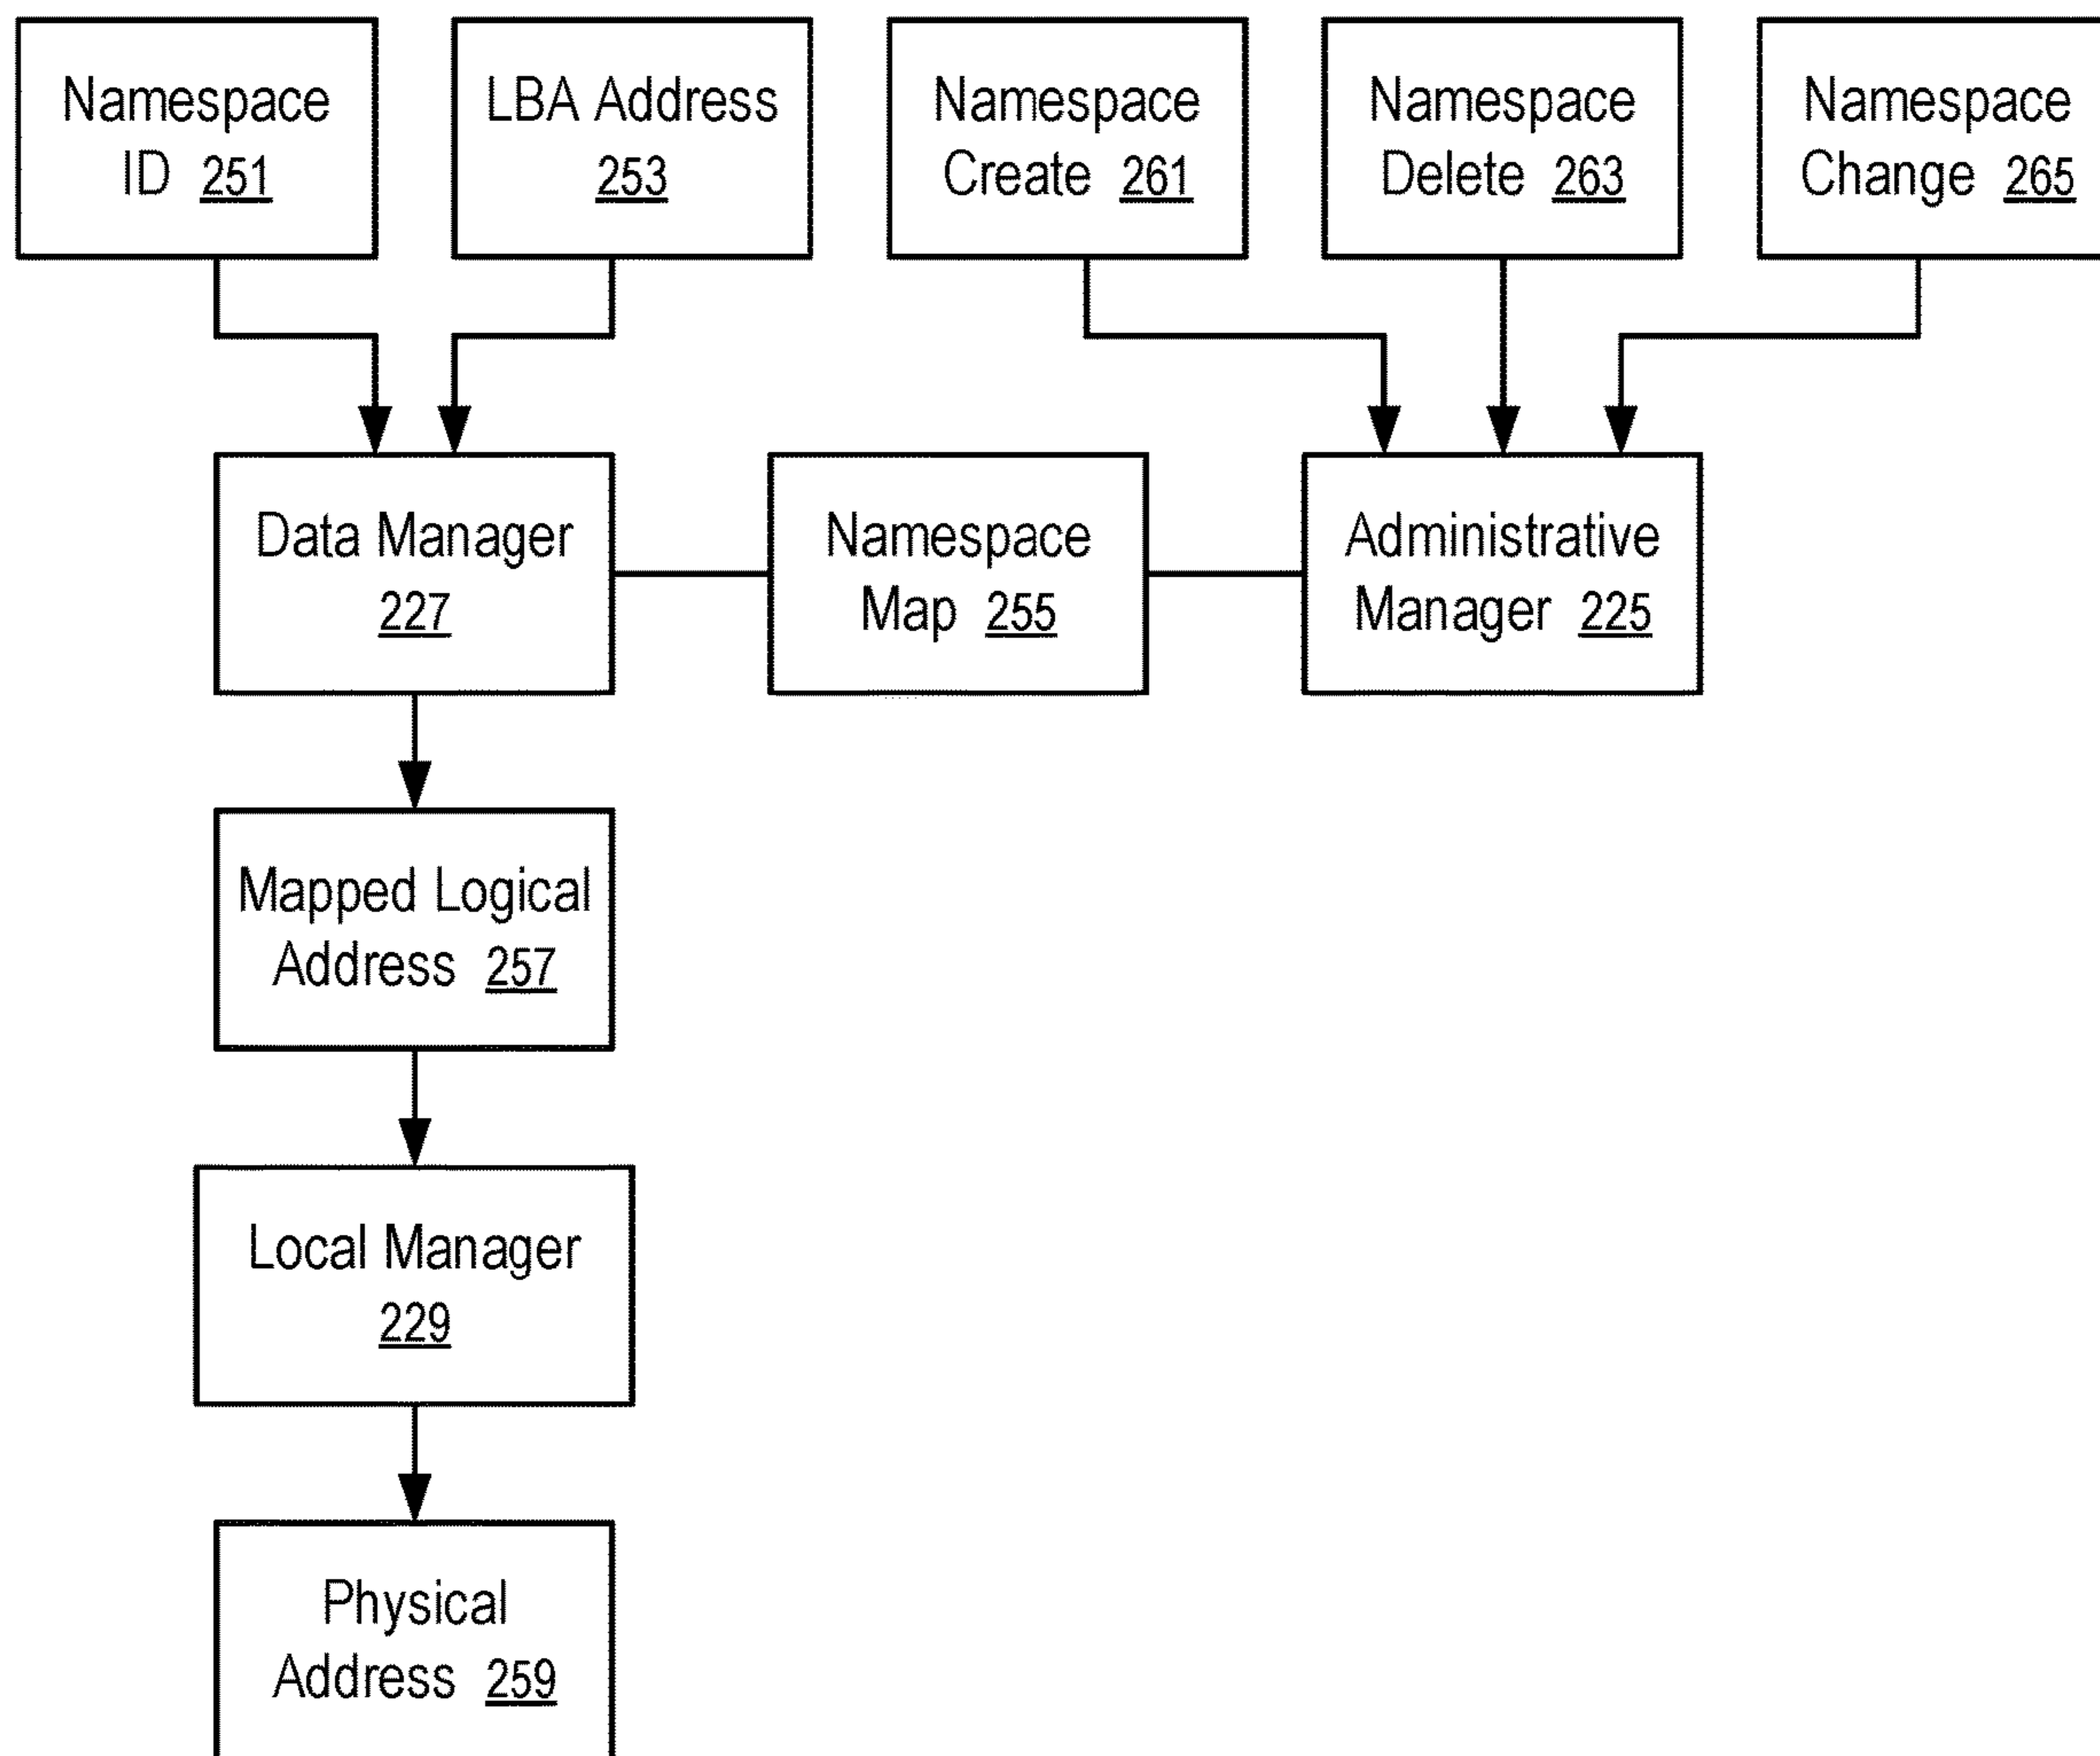 Namespace
ID 251
LBA Address
253
Namespace
Create 261
Namespace
Delete 263
Namespace
Change 265
Data Manager
227
Namespace
Map 255
Administrative
Manager 225
Mapped Logical
Address 257
Local Manager
229
Physical
Address 259